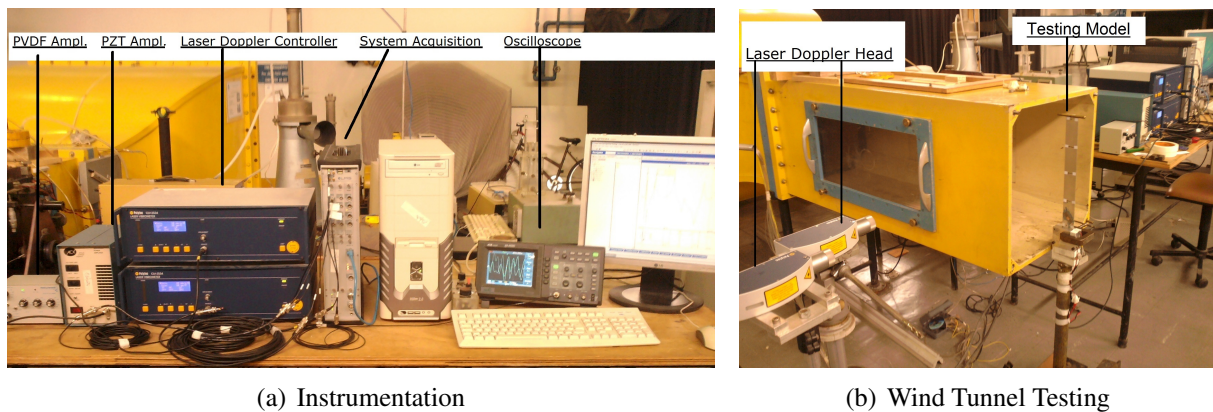 PVDF Ampl.
PZT Ampl.
Laser Doppler Controller
System Acquisition
Oscilloscope
Laser Doppler Head
Testing Model
(a) Instrumentation
(b) Wind Tunnel Testing